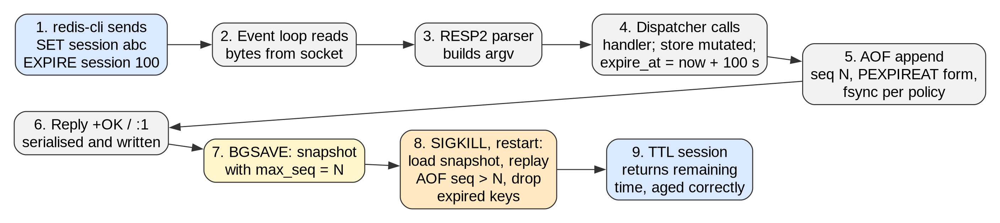 1. redis-cli sends
SET session abc
EXPIRE session 100
2. Event loop reads
bytes from socket
3. RESP2 parser
builds argv
4. Dispatcher calls
handler; store mutated;
expire_at = now + 100 s
5. AOF append
seq N, PEXPIREAT form,
fsync per policy
6. Reply +OK / :1
serialised and written
7. BGSAVE: snapshot
with max_seq = N
8. SIGKILL, restart:
load snapshot, replay
AOF seq > N, drop
expired keys
9. TTL session
returns remaining
time, aged correctly